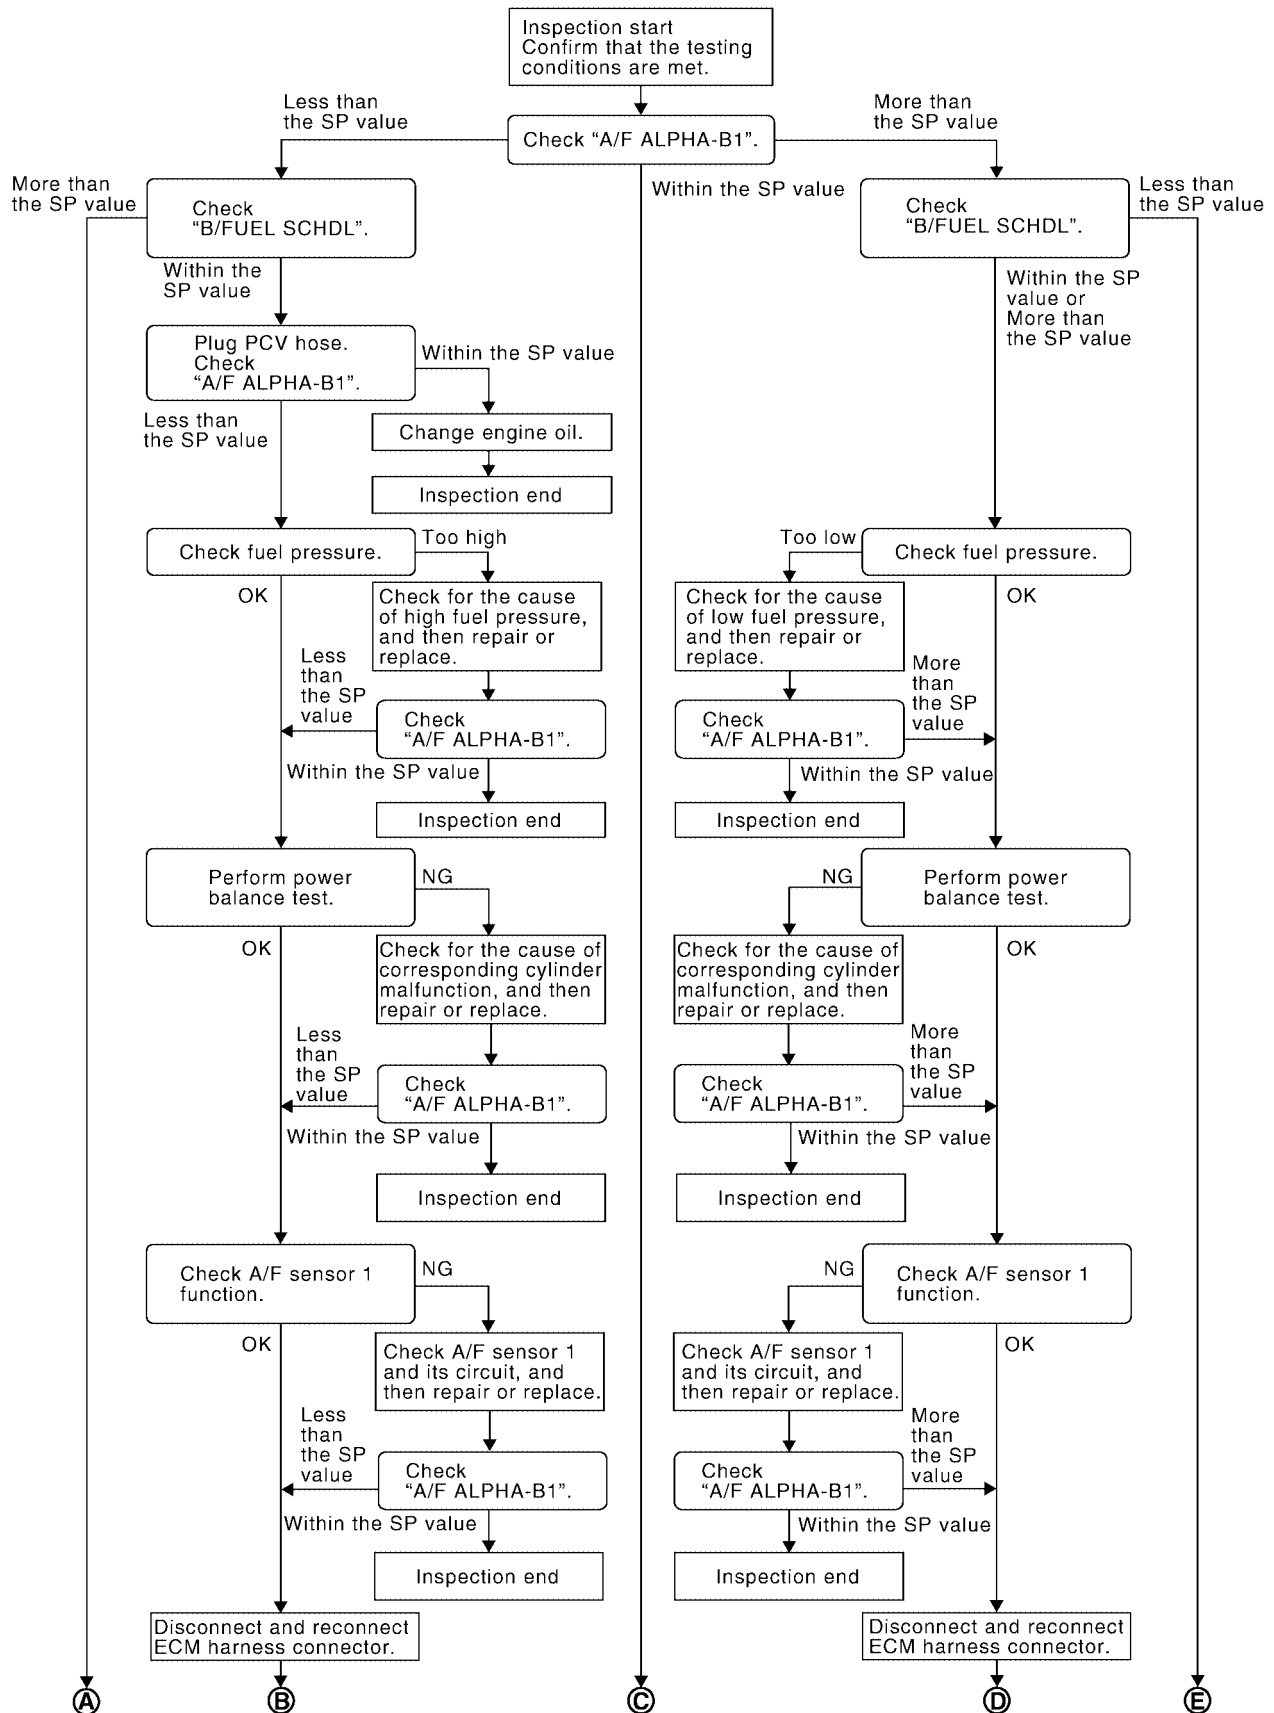 Inspection start
Confirm that the testing
conditions are met.
Less than
the SP value
More than
the SP value
Check “A/F ALPHA-B1”.
More than
the SP value
Check
“B/FUEL SCHDL”.
Within the SP value
Check
“B/FUEL SCHDL”.
Less than
the SP value
Within the
SP value
Within the SP
value or
More than
the SP value
Plug PCV hose.
Check
“A/F ALPHA-B1”.
Within the SP value
Less than
the SP value
Change engine oil.
Inspection end
Check fuel pressure.
Too high
Too low
Check fuel pressure.
OK
Check for the cause
of high fuel pressure,
and then repair or
replace.
Check for the cause
of low fuel pressure,
and then repair or
replace.
OK
Less
than
the SP
value
More
than
the SP
value
Check
“A/F ALPHA-B1”.
Check
“A/F ALPHA-B1”.
Within the SP value
Within the SP value
Inspection end
Inspection end
Perform power
balance test.
NG
NG
Perform power
balance test.
OK
Check for the cause of
corresponding cylinder
malfunction, and then
repair or replace.
Check for the cause of
corresponding cylinder
malfunction, and then
repair or replace.
OK
Less
than
the SP
value
More
than
the SP
value
Check
“A/F ALPHA-B1”.
Check
“A/F ALPHA-B1”.
Within the SP value
Within the SP value
Inspection end
Inspection end
Check A/F sensor 1
function.
NG
NG
Check A/F sensor 1
function.
OK
Check A/F sensor 1
and its circuit, and
then repair or replace.
Check A/F sensor 1
and its circuit, and
then repair or replace.
OK
Less
than
the SP
value
More
than
the SP
value
Check
“A/F ALPHA-B1”.
Check
“A/F ALPHA-B1”.
Within the SP value
Within the SP value
Inspection end
Inspection end
Disconnect and reconnect
ECM harness connector.
Disconnect and reconnect
ECM harness connector.
A
B
C
D
E